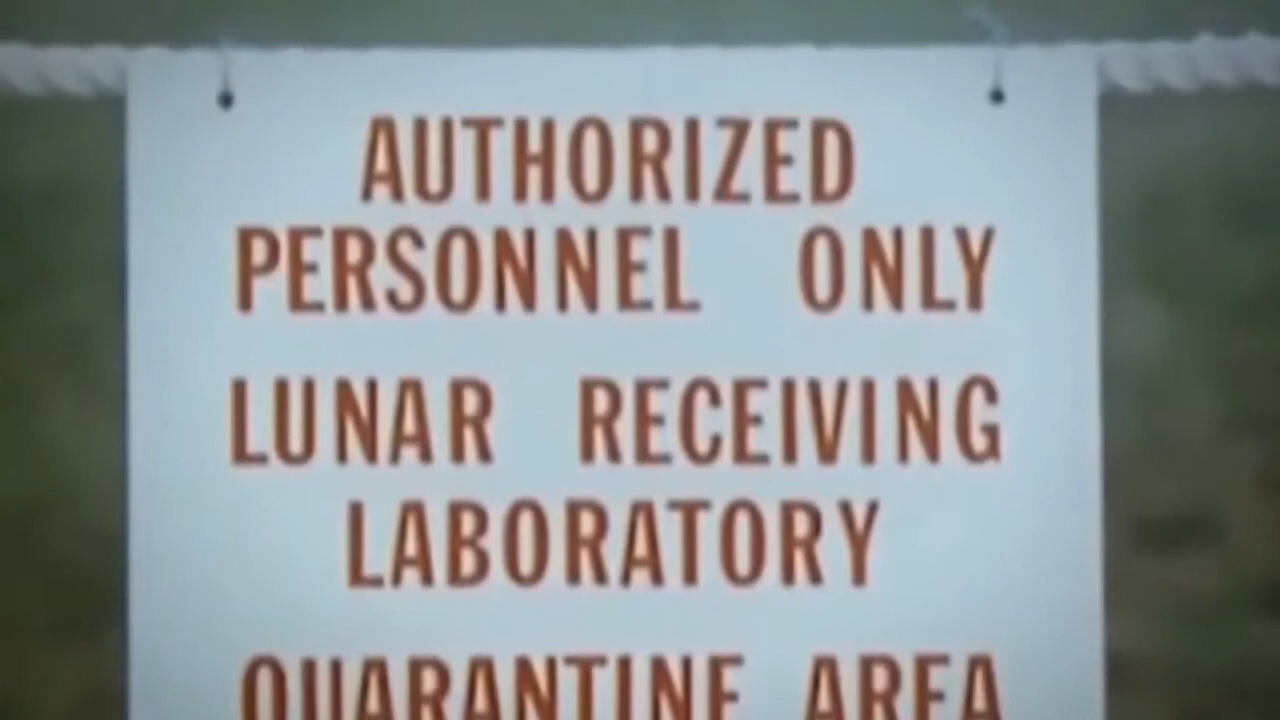 AUTHORIZED
PERSONNEL ONLY
LUNAR RECEIVING
LABORATORY
QUARANTINE AREA